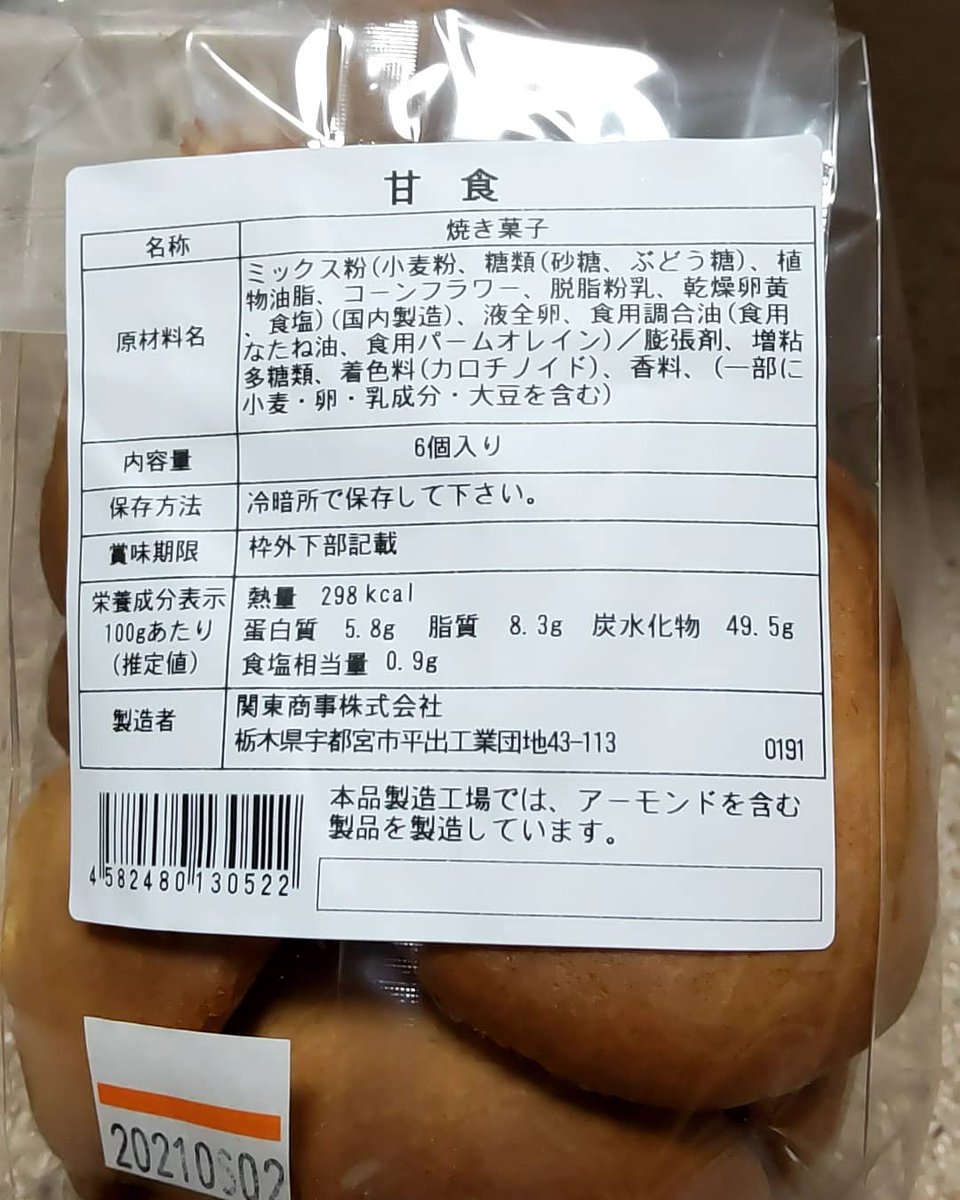 甘 食
名称 焼き菓子
原材料名
ミックス粉(小麦粉、糖類(砂糖、ぶどう糖)、植
物油脂、コーンフラワー、脱脂粉乳、乾燥卵黄
、食塩)(国内製造)、液全卵、食用調合油(食用
なたね油、食用パームオレイン)/膨張剤、増粘
多糖類、着色料(カロチノイド)、香料、(一部に
小麦・卵・乳成分・大豆を含む)
内容量 6個入り
保存方法 冷暗所で保存して下さい。
賞味期限 枠外下部記載
栄養成分表示
100gあたり
(推定値)
熱量 298kcal
蛋白質 5.8g 脂質 8.3g 炭水化物 49.5g
食塩相当量 0.9g
製造者
関東商事株式会社
栃木県宇都宮市平出工業団地43-113 0191
本品製造工場では、アーモンドを含む
製品を製造しています。
4582480130522
20210602